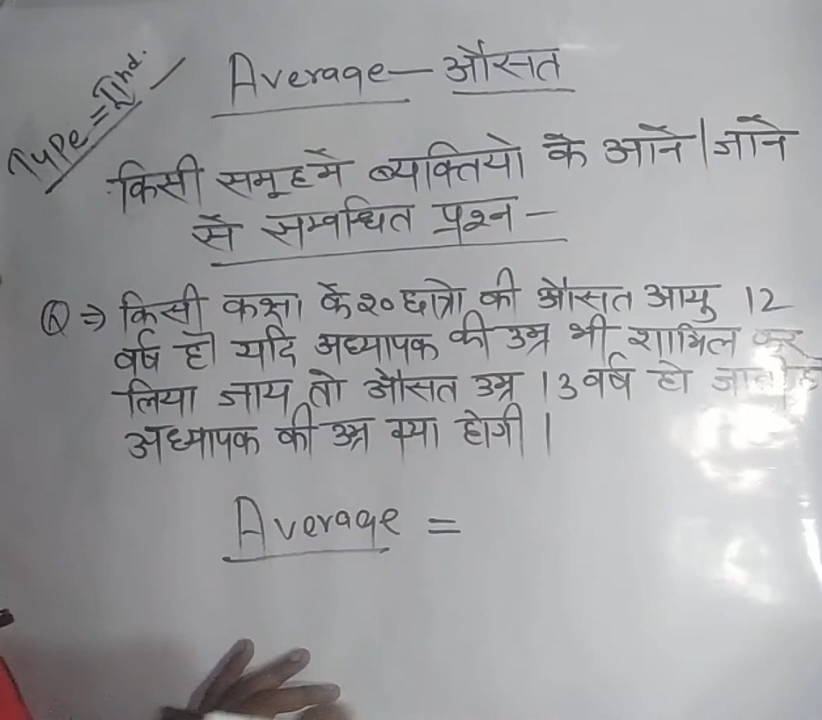 Type = IInd.
Average — औसत
किसी समूह में व्यक्तियो के आने / जाने
से सम्बधित प्रश्न —
Q ⇒ किसी कक्षा के २० छात्रो की औसत आयु 12
वर्ष है यदि अध्यापक की उम्र भी शामिल कर
लिया जाय तो औसत उम्र 13 वर्ष हो
अध्यापक की उम्र क्या होगी |
Average =